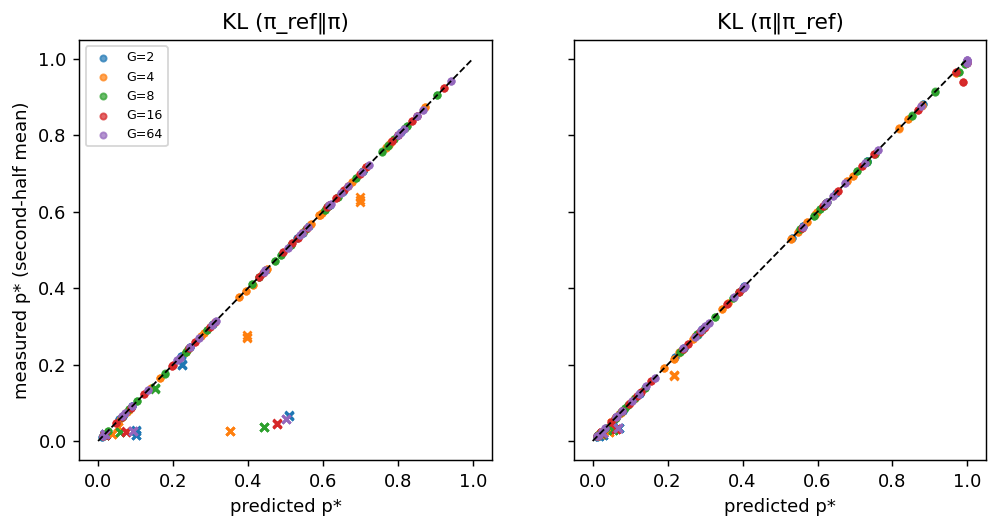 KL (π_ref‖π)
KL (π‖π_ref)
G=2
G=4
G=8
G=16
G=64
measured p* (second-half mean)
1.0
0.8
0.6
0.4
0.2
0.0
0.0 0.2 0.4 0.6 0.8 1.0
0.0 0.2 0.4 0.6 0.8 1.0
predicted p*
predicted p*